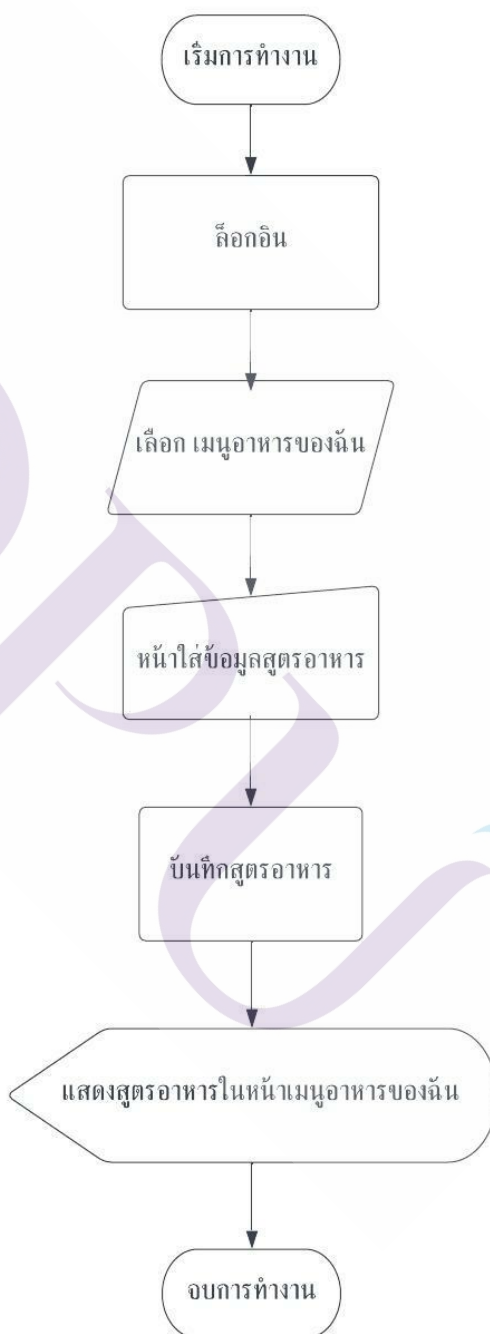 เริ่มการทำงาน
ล็อกอิน
เลือก เมนูอาหารของฉัน
หน้าใส่ข้อมูลสูตรอาหาร
บันทึกสูตรอาหาร
แสดงสูตรอาหารในหน้าเมนูอาหารของฉัน
จบการทำงาน